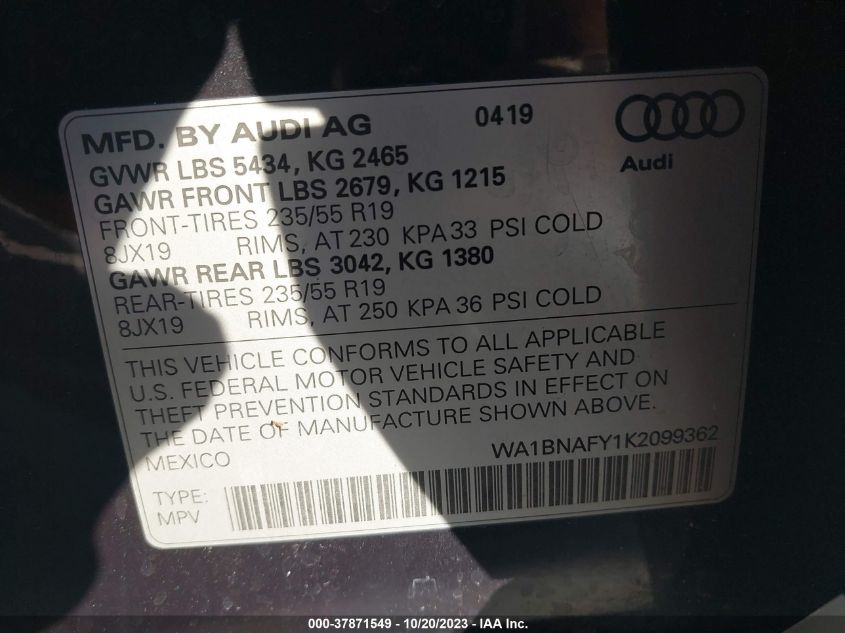 MFD. BY AUDI AG 0419
Audi
GVWR LBS 5434, KG 2465
GAWR FRONT LBS 2679, KG 1215
FRONT-TIRES 235/55 R19
8JX19 RIMS, AT 230 KPA 33 PSI COLD
GAWR REAR LBS 3042, KG 1380
REAR-TIRES 235/55 R19
8JX19 RIMS, AT 250 KPA 36 PSI COLD
THIS VEHICLE CONFORMS TO ALL APPLICABLE
U.S. FEDERAL MOTOR VEHICLE SAFETY AND
THEFT PREVENTION STANDARDS IN EFFECT ON
THE DATE OF MANUFACTURE SHOWN ABOVE.
MEXICO WA1BNAFY1K2099362
TYPE:
MPV
000-37871549 - 10/20/2023 - IAA Inc.